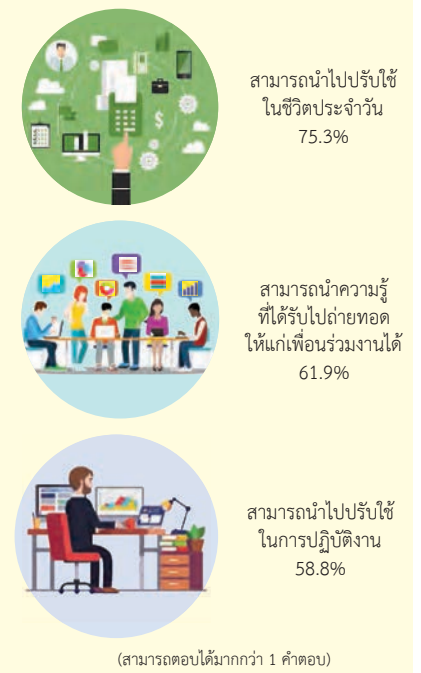 สามารถนำไปปรับใช้
ในชีวิตประจำวัน
75.3%
สามารถนำความรู้
ที่ได้รับไปถ่ายทอด
ให้แก่เพื่อนร่วมงานได้
61.9%
สามารถนำไปปรับใช้
ในการปฏิบัติงาน
58.8%
(สามารถตอบได้มากกว่า 1 คำตอบ)